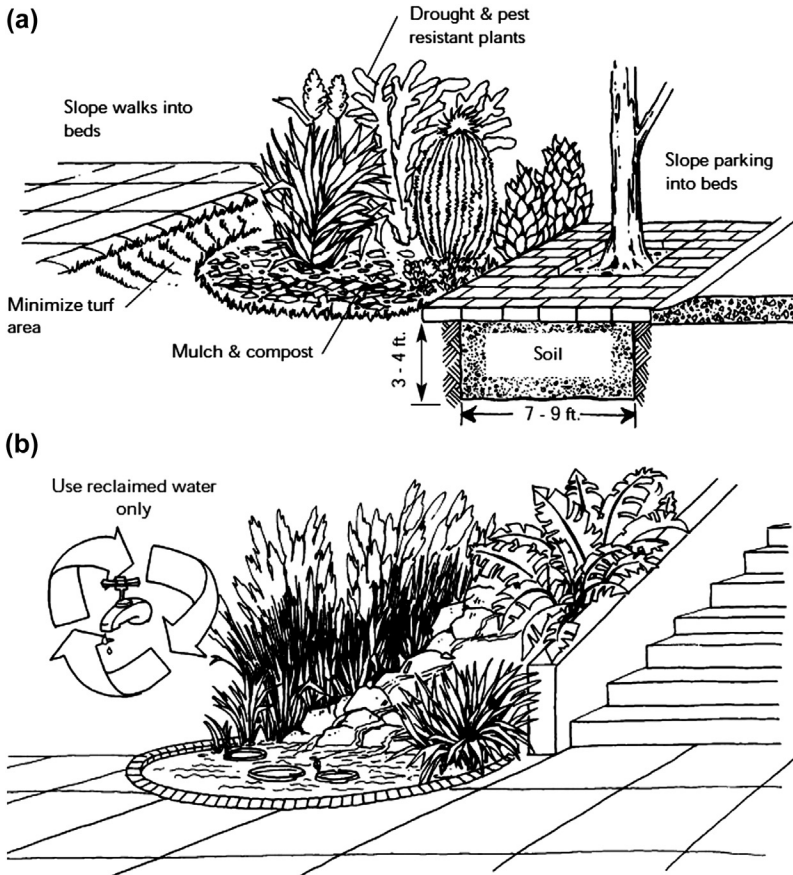 (a)
Drought & pest
resistant plants
Slope walks into
beds
Slope parking
into beds
Minimize turf
area
Mulch & compost
3 - 4 ft.
Soil
7 - 9 ft.
(b)
Use reclaimed water
only